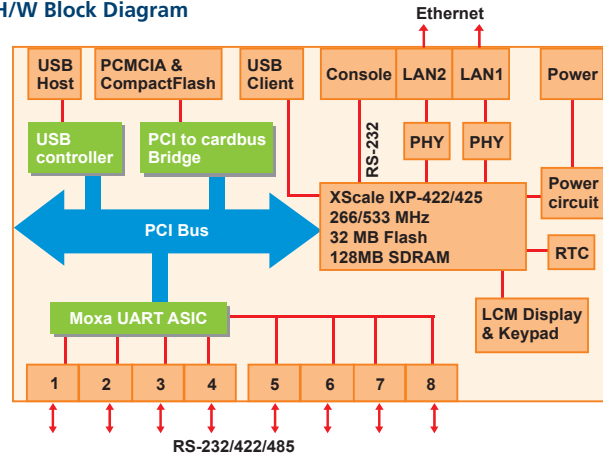 H/W Block Diagram
Ethernet
USB
Host
PCMCIA &
CompactFlash
USB
Client
Console
LAN2
LAN1
Power
USB
controller
PCI to cardbus
Bridge
RS-232
PHY
PHY
Power
circuit
XScale IXP-422/425
266/533 MHz
32 MB Flash
128MB SDRAM
PCI Bus
RTC
Moxa UART ASIC
LCM Display
& Keypad
1
2
3
4
5
6
7
8
RS-232/422/485